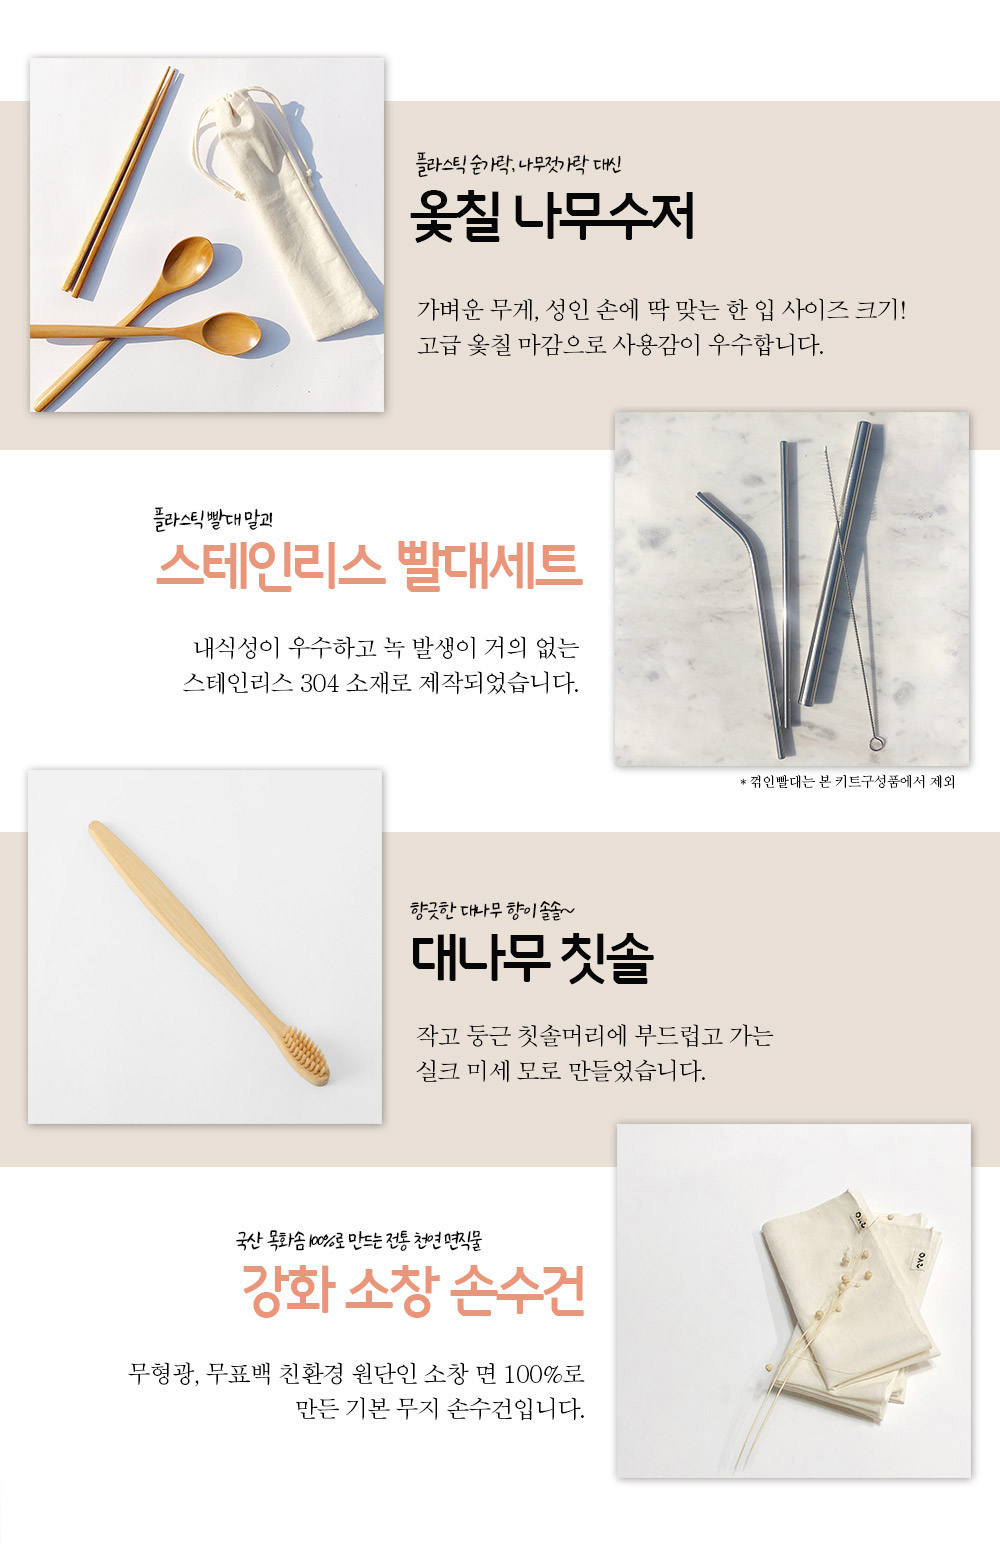 플라스틱 숟가락, 나무젓가락 대신
옻칠 나무수저
가벼운 무게, 성인 손에 딱 맞는 한 입 사이즈 크기!
고급 옻칠 마감으로 사용감이 우수합니다.
플라스틱 빨대 말고!
스테인리스 빨대세트
내식성이 우수하고 녹 발생이 거의 없는
스테인리스 304 소재로 제작되었습니다.
* 꺾인빨대는 본 키트구성품에서 제외
향긋한 대나무 향이 솔솔~
대나무 칫솔
작고 둥근 칫솔머리에 부드럽고 가는
실크 미세 모로 만들었습니다.
국산 목화솜 100%로 만드는 전통 천연 면직물
강화 소창 손수건
무형광, 무표백 친환경 원단인 소창 면 100%로
만든 기본 무지 손수건입니다.